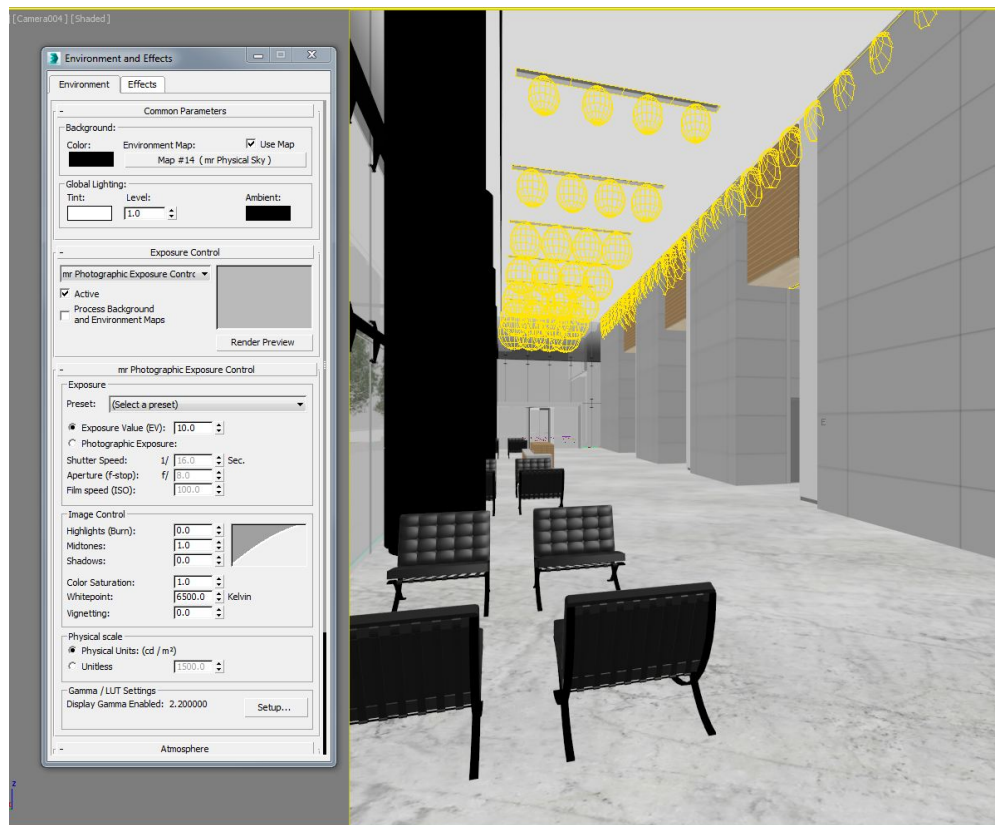 [Camera004 ] [ Shaded ]
Environment and Effects
Environment Effects
- Common Parameters
Background:
Color: Environment Map: Use Map
Map #14 ( mr Physical Sky )
Global Lighting:
Tint: Level: Ambient:
1.0
- Exposure Control
mr Photographic Exposure Contrc
Active
Process Background
and Environment Maps
Render Preview
- mr Photographic Exposure Control
Exposure
Preset: (Select a preset)
Exposure Value (EV): 10.0
Photographic Exposure:
Shutter Speed: 1/ 16.0 Sec.
Aperture (f-stop): f/ 8.0
Film speed (ISO): 100.0
Image Control
Highlights (Burn): 0.0
Midtones: 1.0
Shadows: 0.0
Color Saturation: 1.0
Whitepoint: 6500.0 Kelvin
Vignetting: 0.0
Physical scale
Physical Units: (cd / m²)
Unitless 1500.0
Gamma / LUT Settings
Display Gamma Enabled: 2.200000
Setup...
- Atmosphere
z